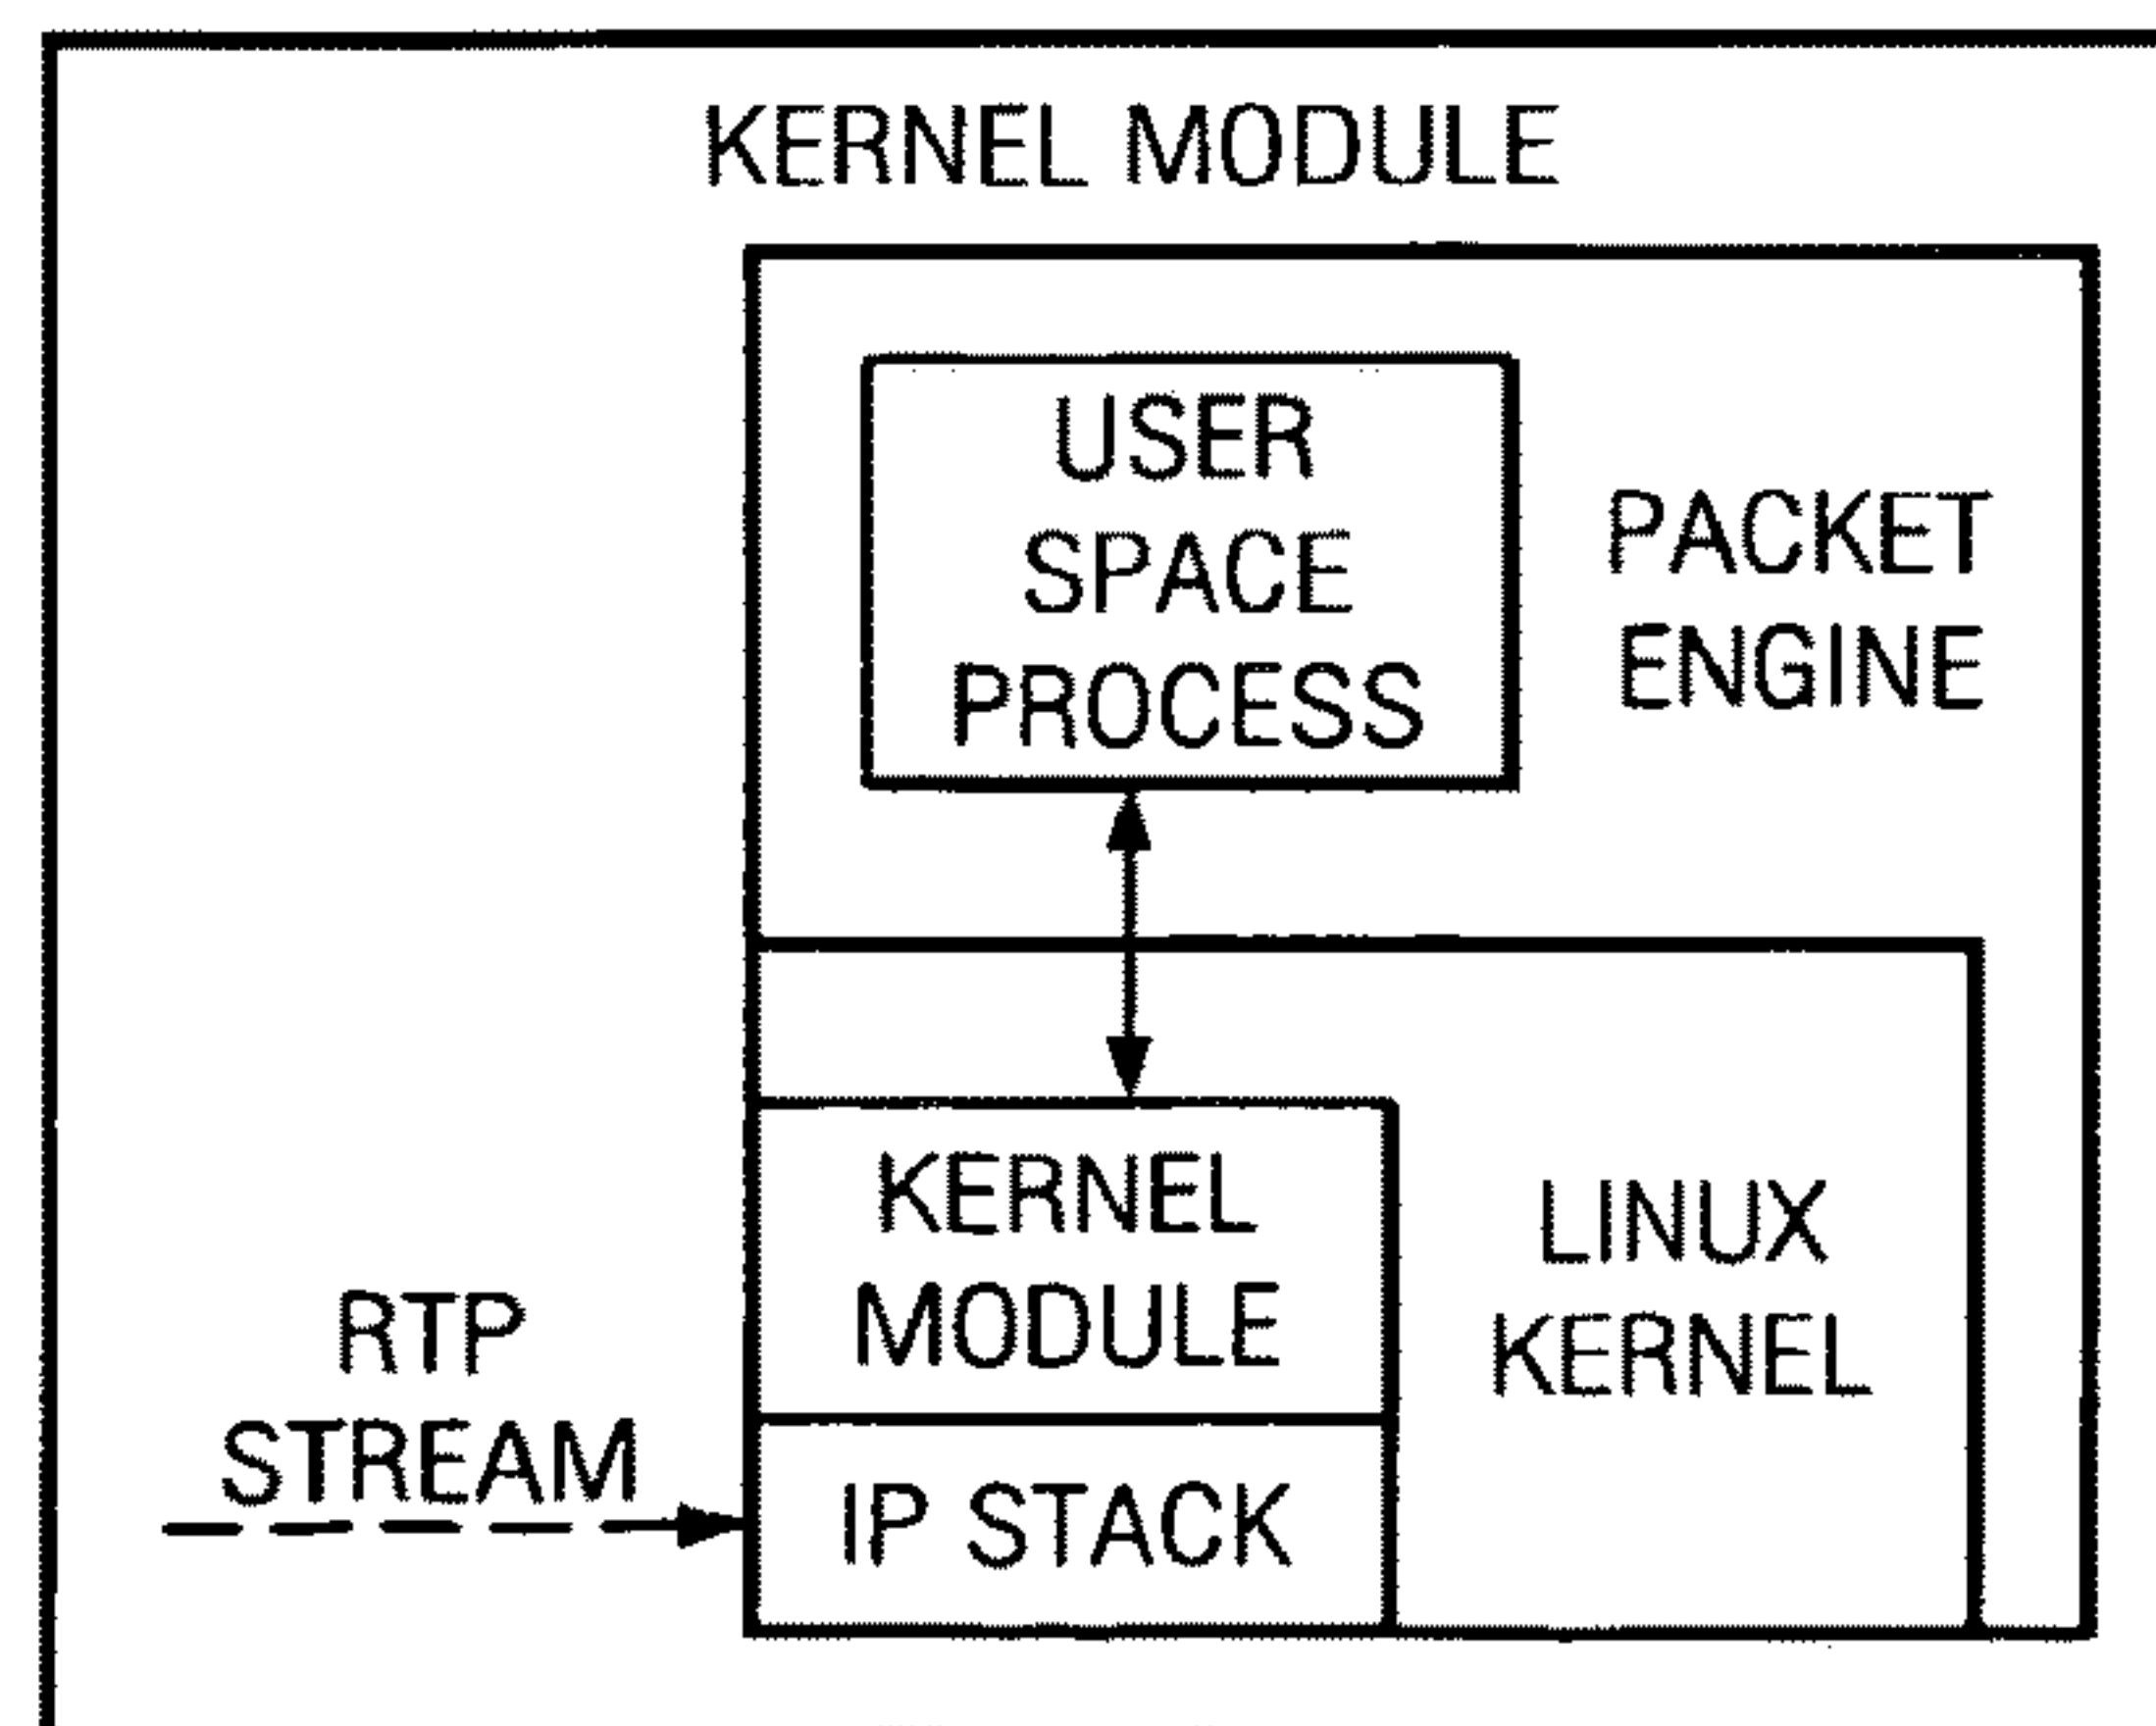 KERNEL MODULE
USER
SPACE
PROCESS
PACKET
ENGINE
KERNEL
MODULE
LINUX
KERNEL
RTP
STREAM
IP STACK